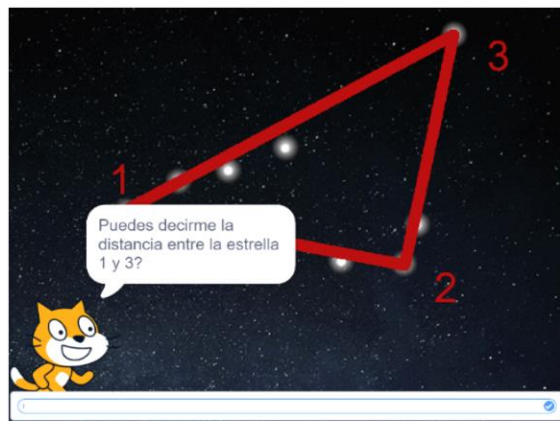 3
1
Puedes decirme la
distancia entre la estrella
1 y 3?
2